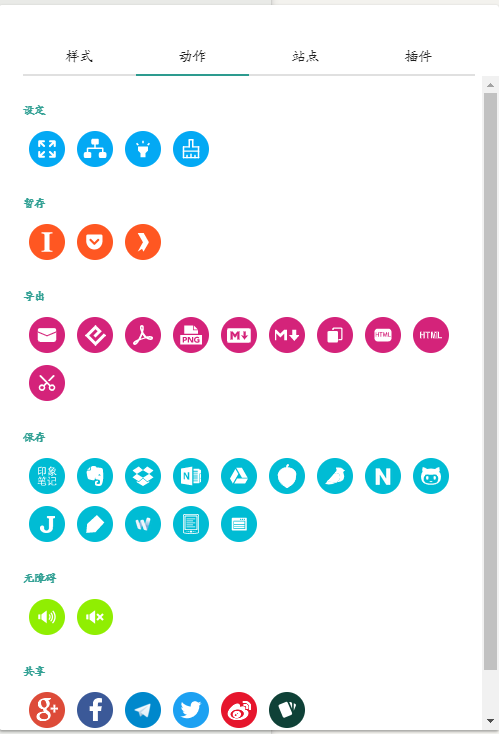 样式 动作 站点 插件
设定
暂存
导出
PNG M M HTML HTML
保存
印象
笔记 N N
J W
无障碍
共享
g+ f